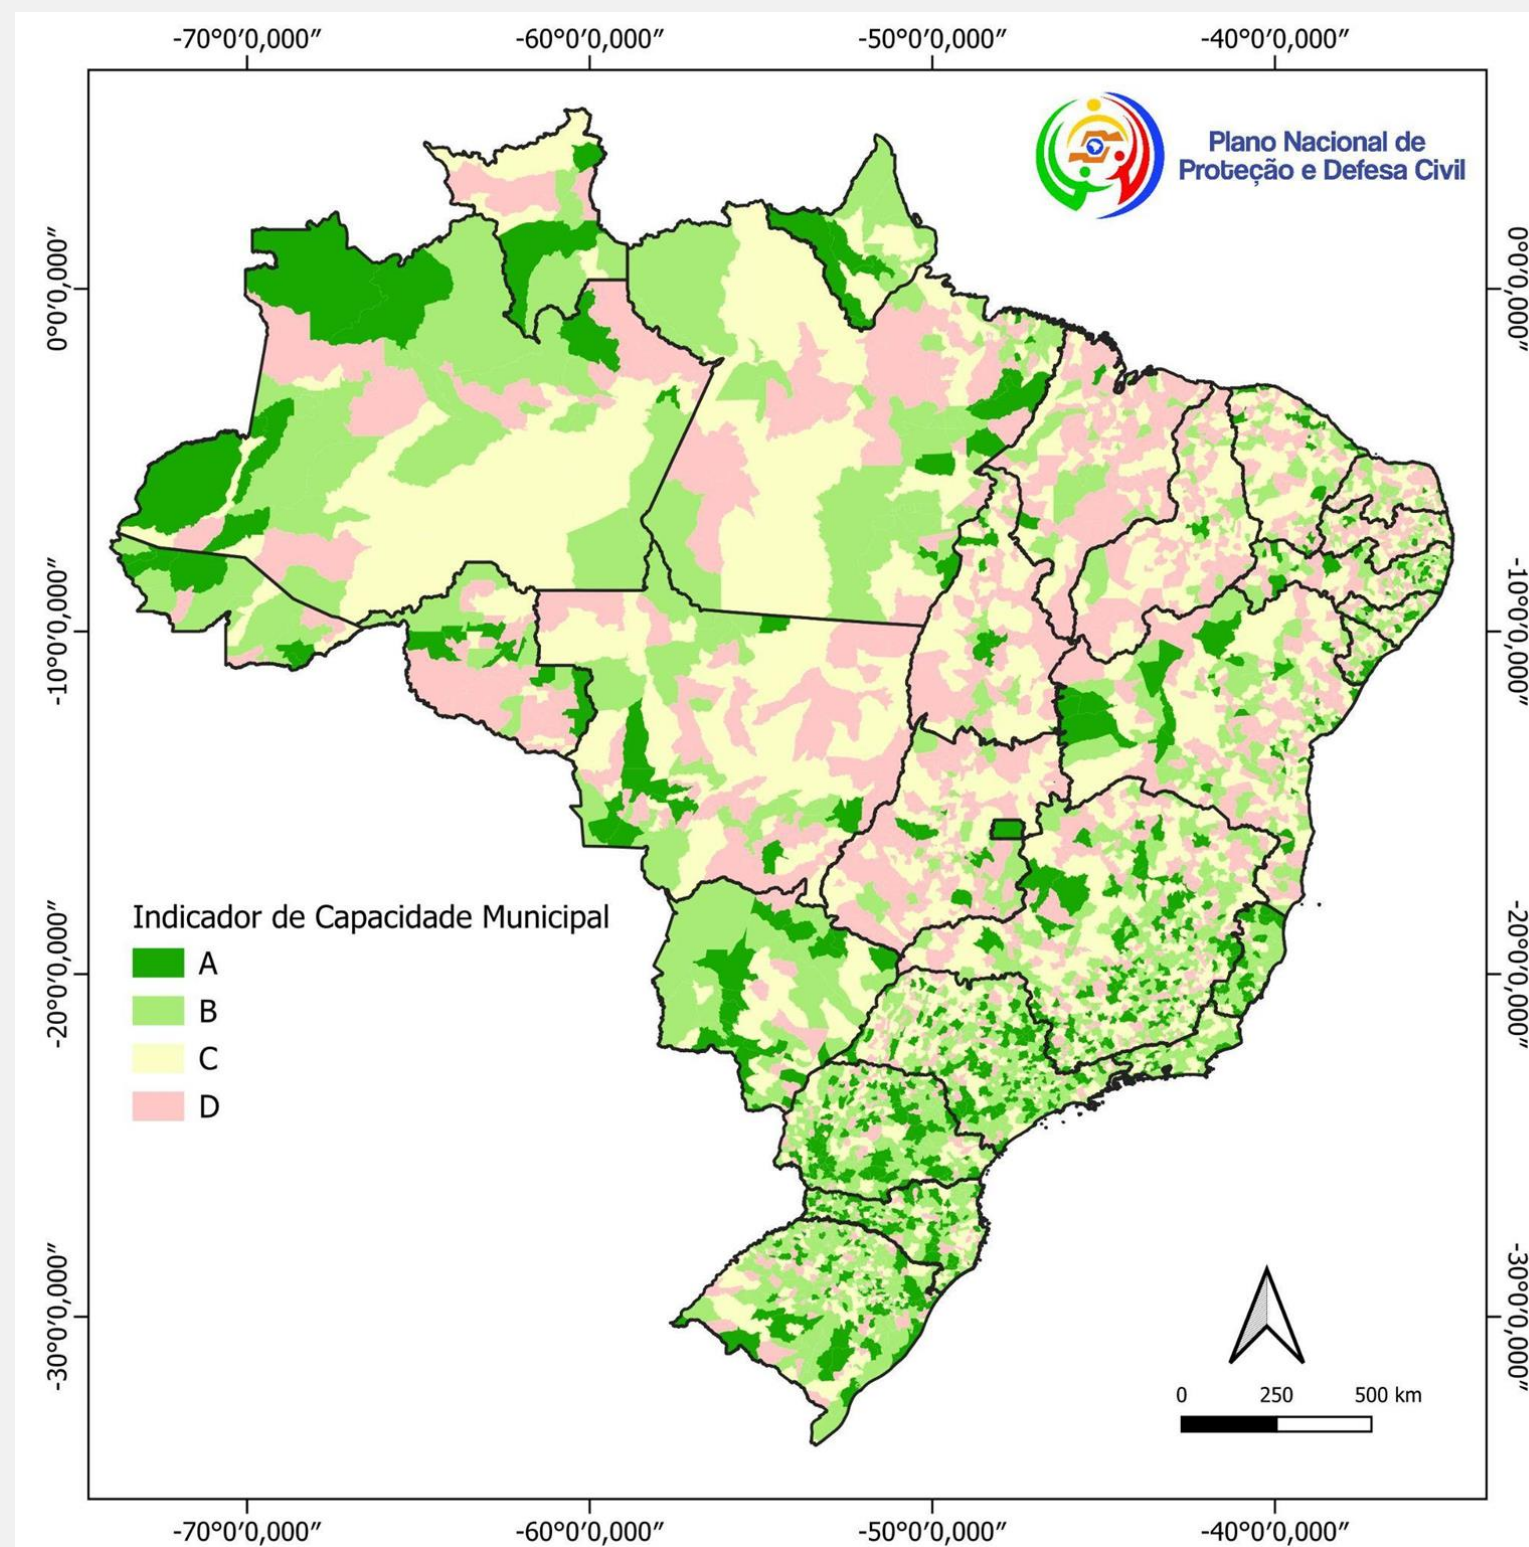 -70°0′0,000″ -60°0′0,000″ -50°0′0,000″ -40°0′0,000″
Plano Nacional de
Proteção e Defesa Civil
0°0′0,000″ 0°0′0,000″
-10°0′0,000″ -10°0′0,000″
Indicador de Capacidade Municipal
A
B
C
D
-20°0′0,000″ -20°0′0,000″
-30°0′0,000″ -30°0′0,000″
0 250 500 km
-70°0′0,000″ -60°0′0,000″ -50°0′0,000″ -40°0′0,000″